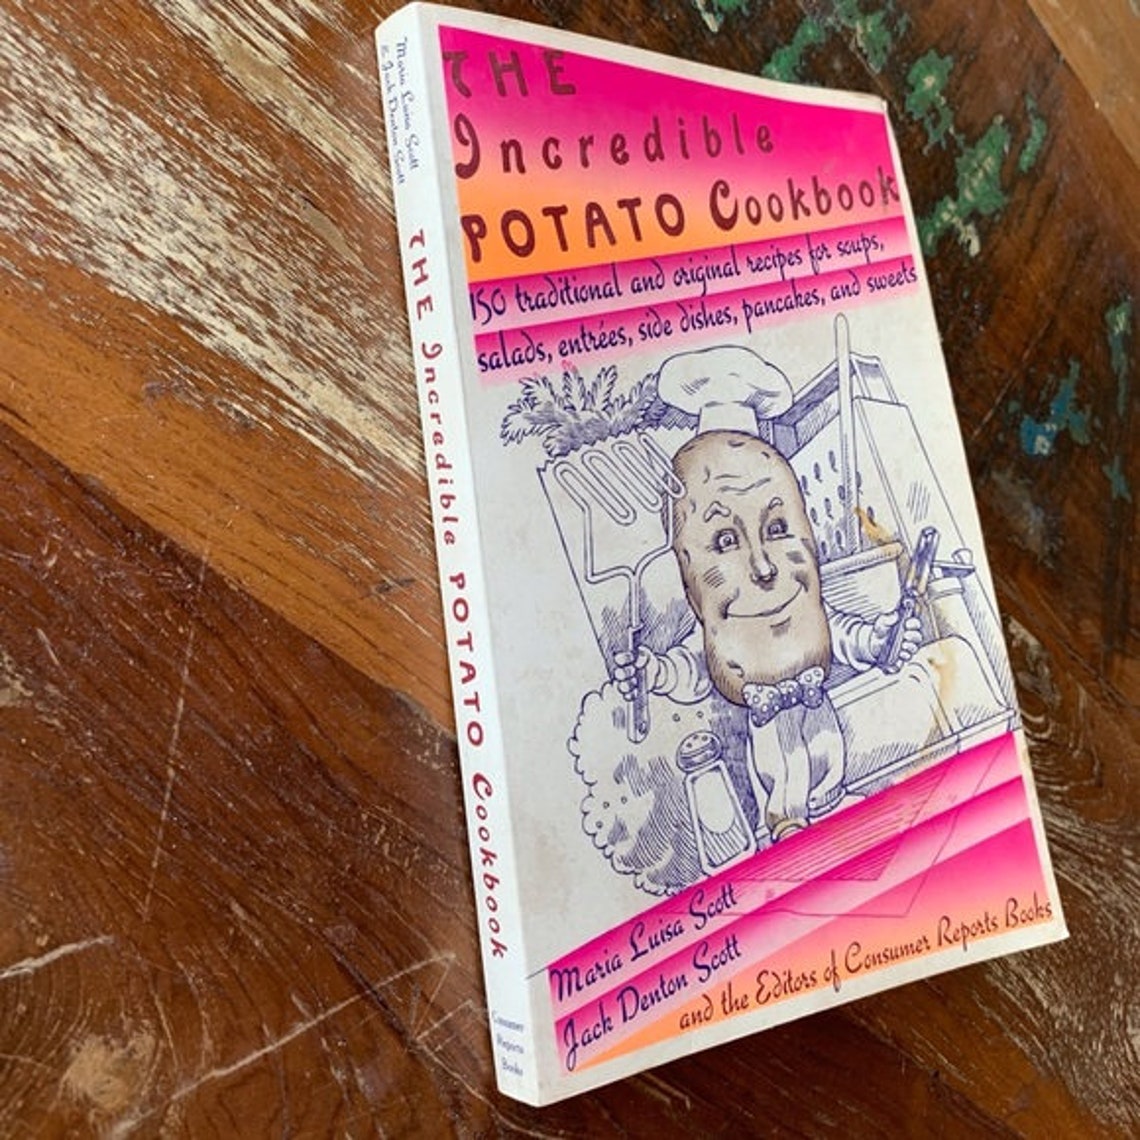 THE
Incredible
POTATO Cookbook
150 traditional and original recipes for soups,
salads, entrées, side dishes, pancakes, and sweets
Maria Luisa Scott
Jack Denton Scott
and the Editors of Consumer Reports Books
Maria Luisa Scott
& Jack Denton Scott
THE Incredible POTATO Cookbook
Consumer
Reports
Books